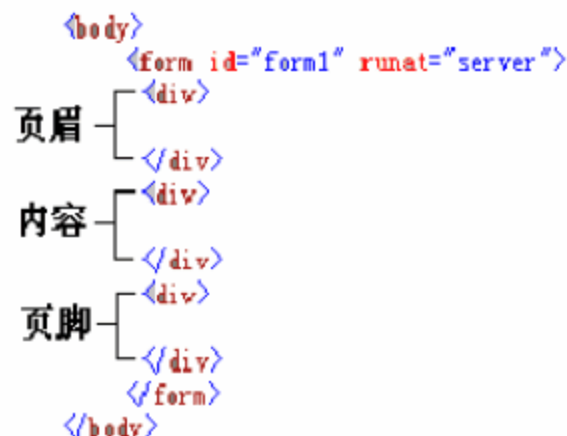 <body>
<form id="form1" runat="server">
<div>
页眉
</div>
<div>
内容
</div>
<div>
页脚
</div>
</form>
</body>